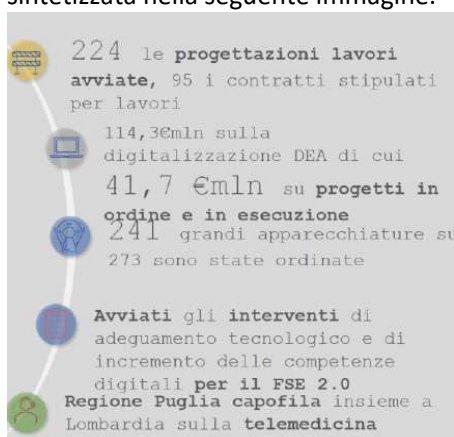 sintetizzata nella seguente immagine:
224 le progettazioni lavori
avviate, 95 i contratti stipulati
per lavori
114,3€mln sulla
digitalizzazione DEA di cui
41,7 €mln su progetti in
ordine e in esecuzione
241 grandi apparecchiature su
273 sono state ordinate
Avviati gli interventi di
adeguamento tecnologico e di
incremento delle competenze
digitali per il FSE 2.0
Regione Puglia capofila insieme a
Lombardia sulla telemedicina